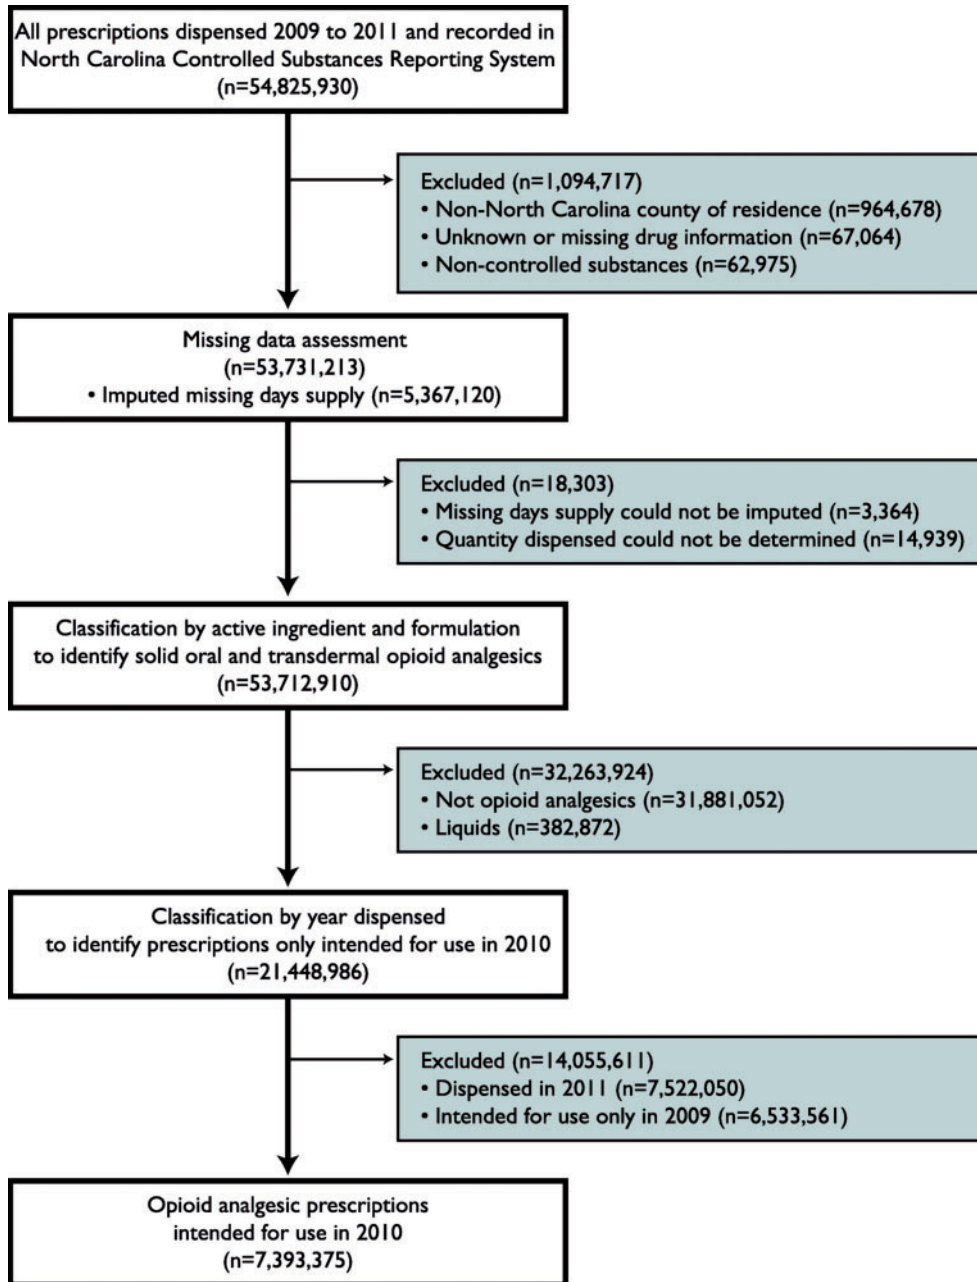 All prescriptions dispensed 2009 to 2011 and recorded in
North Carolina Controlled Substances Reporting System
(n=54,825,930)
Excluded (n=1,094,717)
• Non-North Carolina county of residence (n=964,678)
• Unknown or missing drug information (n=67,064)
• Non-controlled substances (n=62,975)
Missing data assessment
(n=53,731,213)
• Imputed missing days supply (n=5,367,120)
Excluded (n=18,303)
• Missing days supply could not be imputed (n=3,364)
• Quantity dispensed could not be determined (n=14,939)
Classification by active ingredient and formulation
to identify solid oral and transdermal opioid analgesics
(n=53,712,910)
Excluded (n=32,263,924)
• Not opioid analgesics (n=31,881,052)
• Liquids (n=382,872)
Classification by year dispensed
to identify prescriptions only intended for use in 2010
(n=21,448,986)
Excluded (n=14,055,611)
• Dispensed in 2011 (n=7,522,050)
• Intended for use only in 2009 (n=6,533,561)
Opioid analgesic prescriptions
intended for use in 2010
(n=7,393,375)